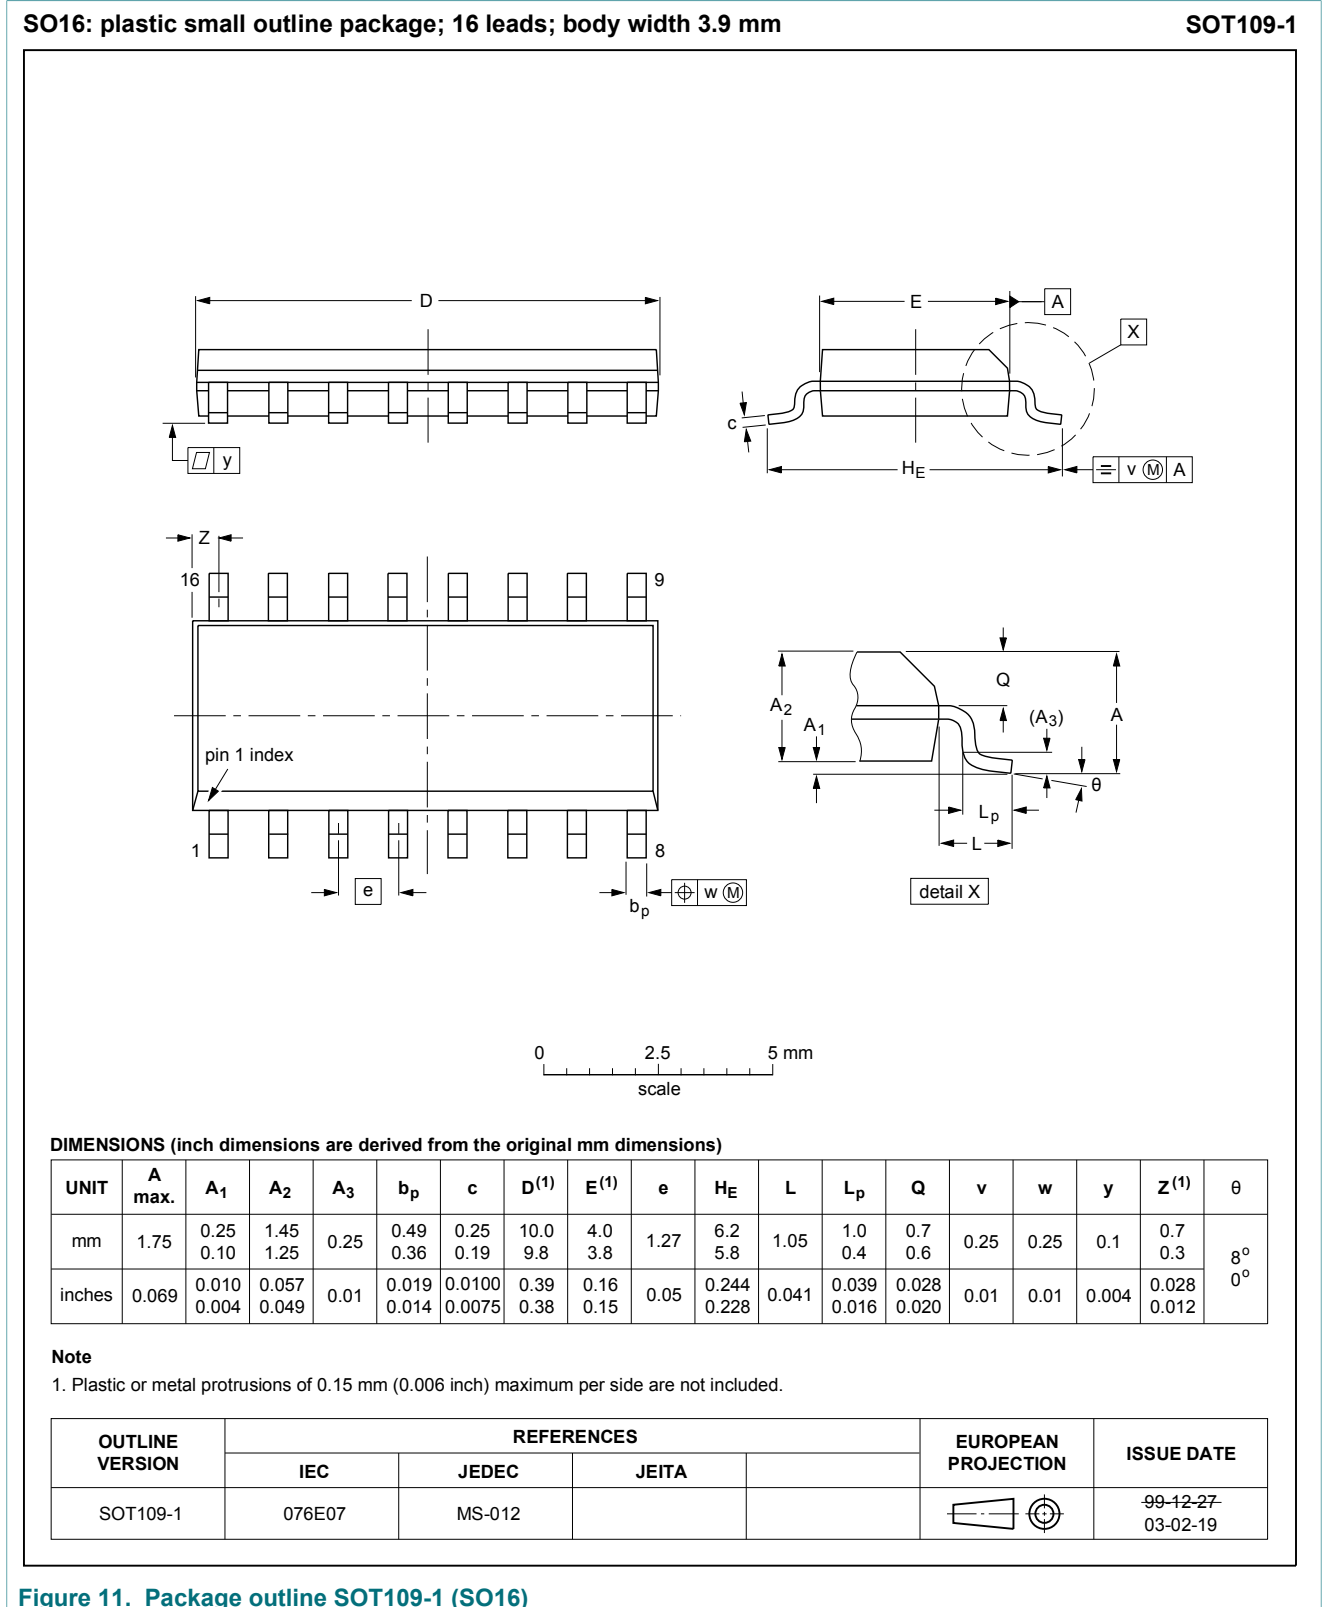 SO16: plastic small outline package; 16 leads; body width 3.9 mm SOT109-1
D
E
A
X
c
y
HE
v M A
Z
16
9
Q
A2
A1
(A3)
A
pin 1 index
θ
Lp
1
8
L
e
w M
bp
detail X
0 2.5 5 mm
scale
DIMENSIONS (inch dimensions are derived from the original mm dimensions)
UNIT A max. A1 A2 A3 bp c D(1) E(1) e HE L Lp Q v w y Z(1) θ
mm 1.75 0.25 0.10 1.45 1.25 0.25 0.49 0.36 0.25 0.19 10.0 9.8 4.0 3.8 1.27 6.2 5.8 1.05 1.0 0.4 0.7 0.6 0.25 0.25 0.1 0.7 0.3 8o 0o
inches 0.069 0.010 0.004 0.057 0.049 0.01 0.019 0.014 0.0100 0.0075 0.39 0.38 0.16 0.15 0.05 0.244 0.228 0.041 0.039 0.016 0.028 0.020 0.01 0.01 0.004 0.028 0.012
Note
1. Plastic or metal protrusions of 0.15 mm (0.006 inch) maximum per side are not included.
OUTLINE VERSION REFERENCES EUROPEAN PROJECTION ISSUE DATE
IEC JEDEC JEITA
SOT109-1 076E07 MS-012 99-12-27
03-02-19
Figure 11. Package outline SOT109-1 (SO16)